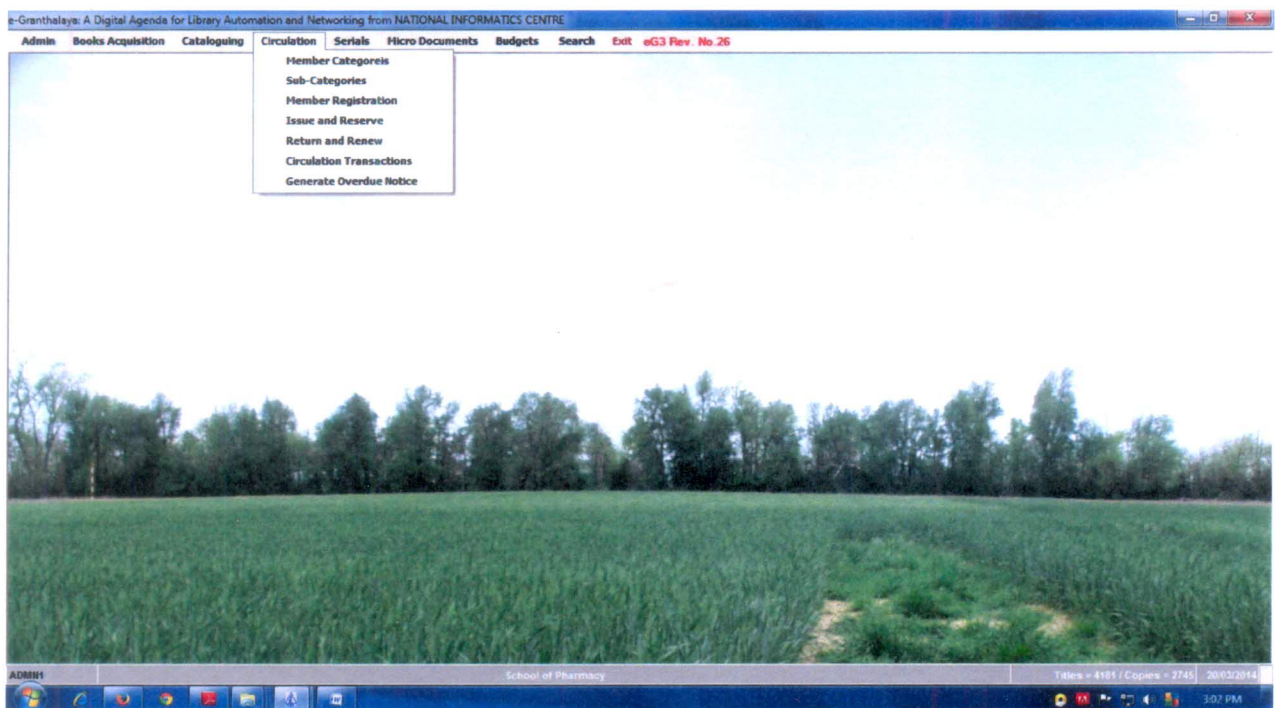 e-Granthalaya: A Digital Agenda for Library Automation and Networking from NATIONAL INFORMATICS CENTRE
Admin Books Acquisition Cataloguing Circulation Serials Micro Documents Budgets Search Exit eG3 Rev. No.26
Member Categoreis
Sub-Categories
Member Registration
Issue and Reserve
Return and Renew
Circulation Transactions
Generate Overdue Notice
ADMN1 School of Pharmacy Titles = 4181 / Copies = 2745 20/03/2014
3:02 PM